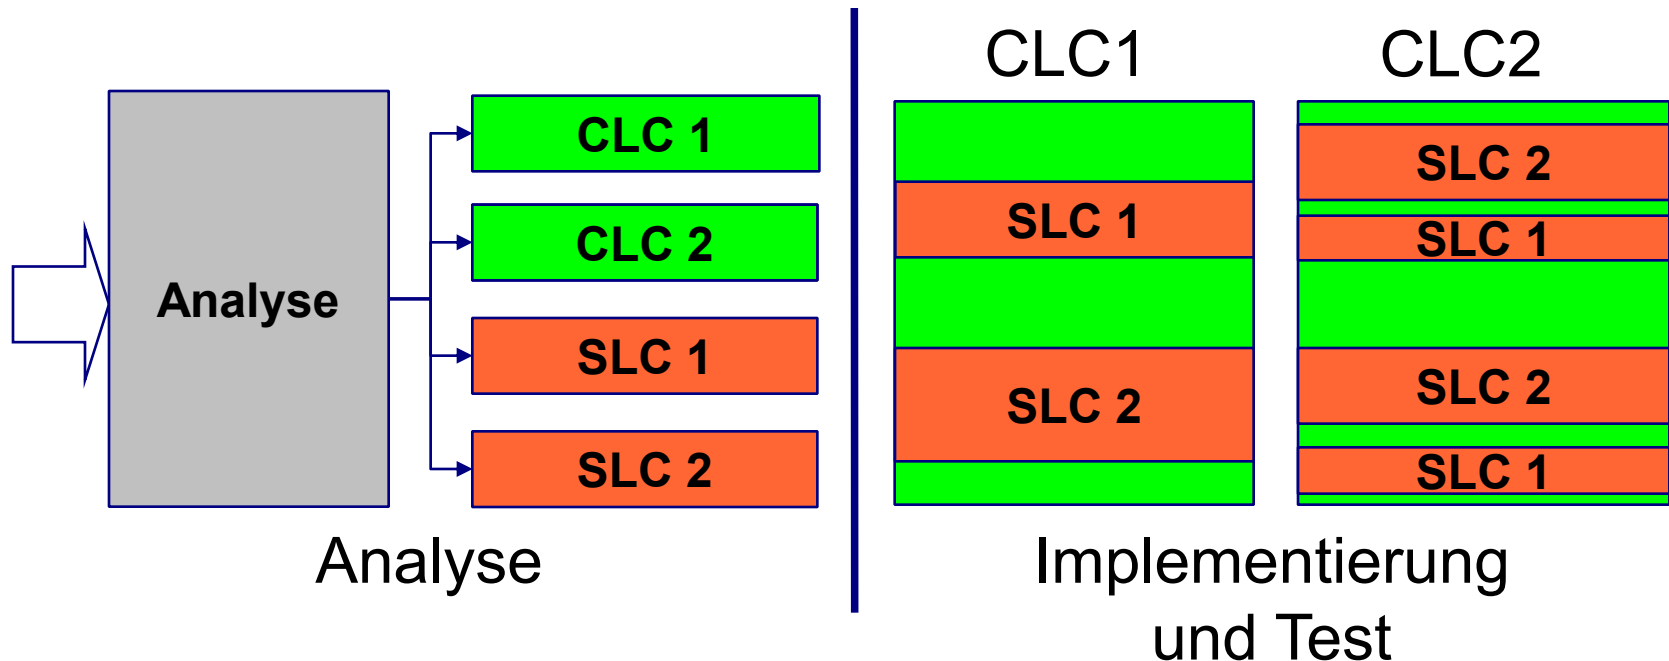 Analyse
CLC 1
CLC 2
SLC 1
SLC 2
Analyse
CLC1
SLC 1
SLC 2
CLC2
SLC 2
SLC 1
SLC 2
SLC 1
Implementierung
und Test